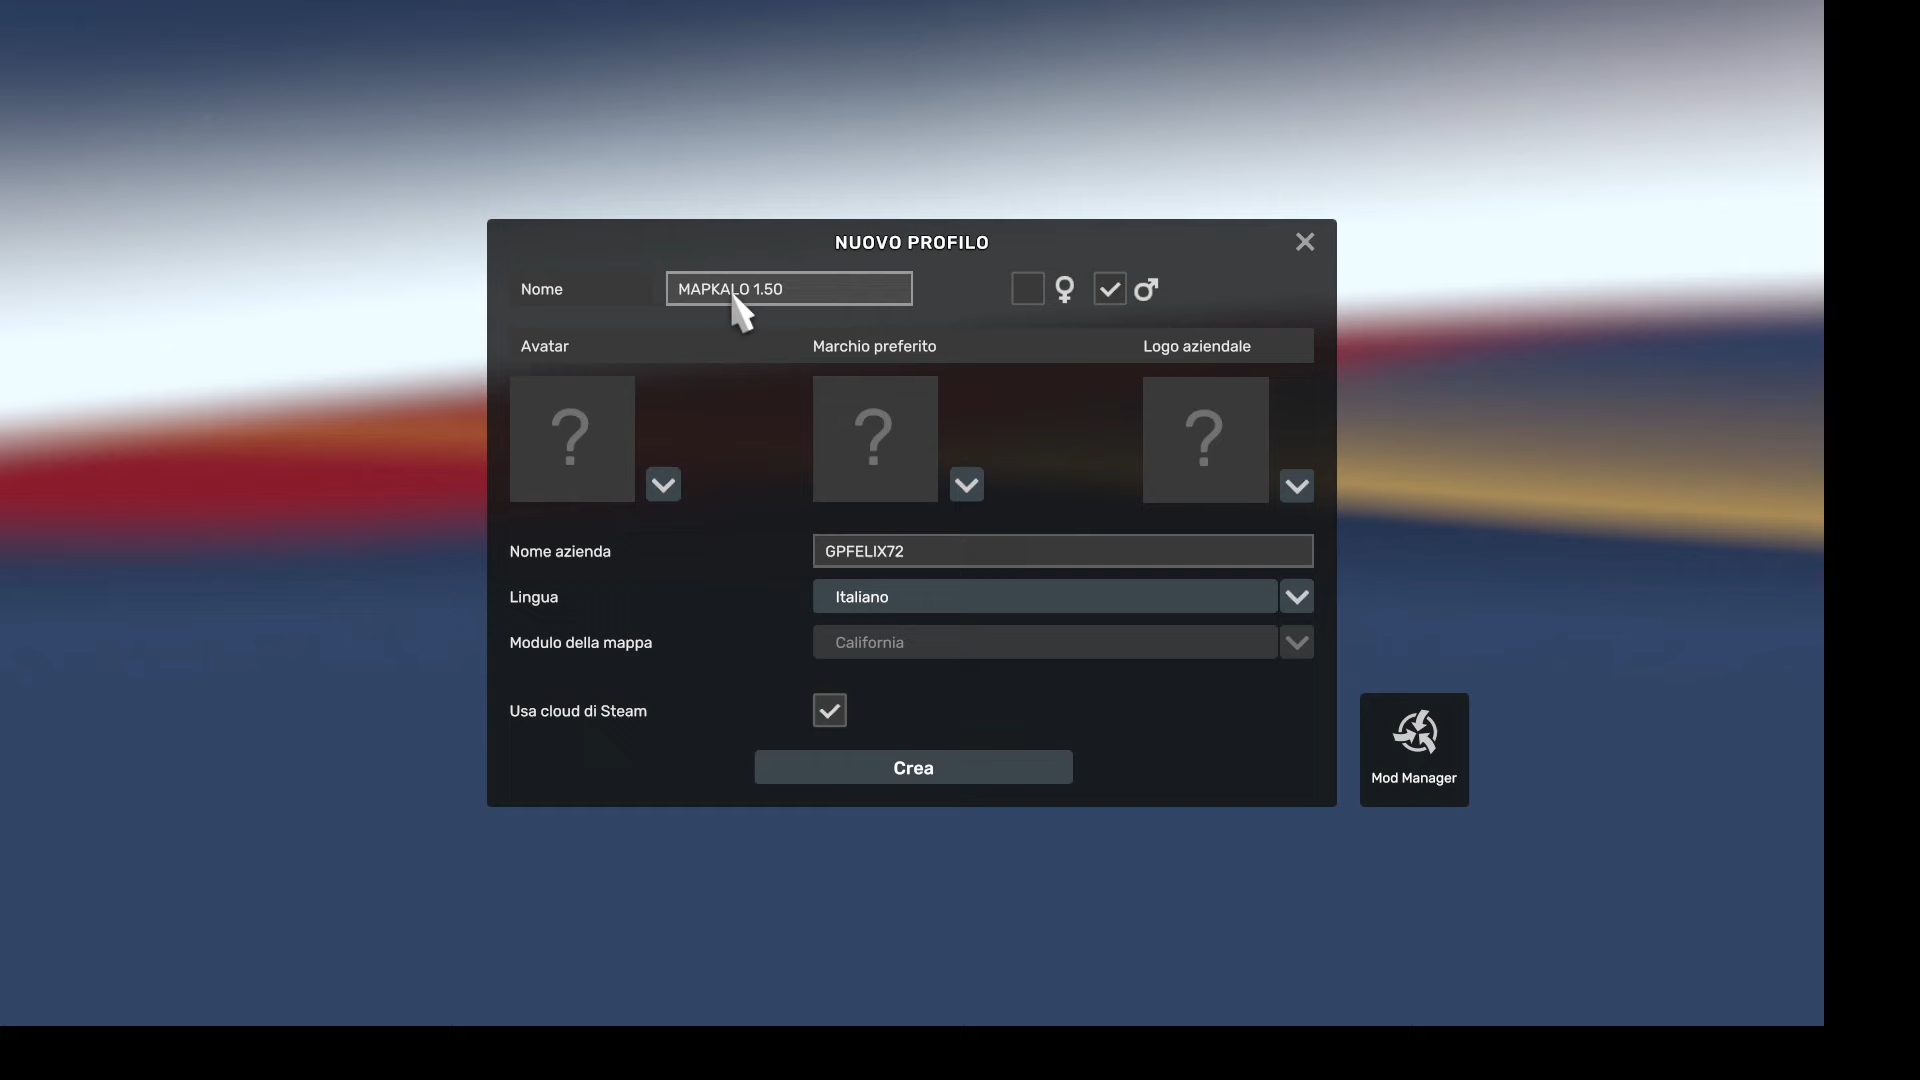 NUOVO PROFILO
Nome
MAPKALO 1.50
Avatar
Marchio preferito
Logo aziendale
?
?
?
Nome azienda
GPFELIX72
Lingua
Italiano
Modulo della mappa
California
Usa cloud di Steam
Crea
Mod Manager